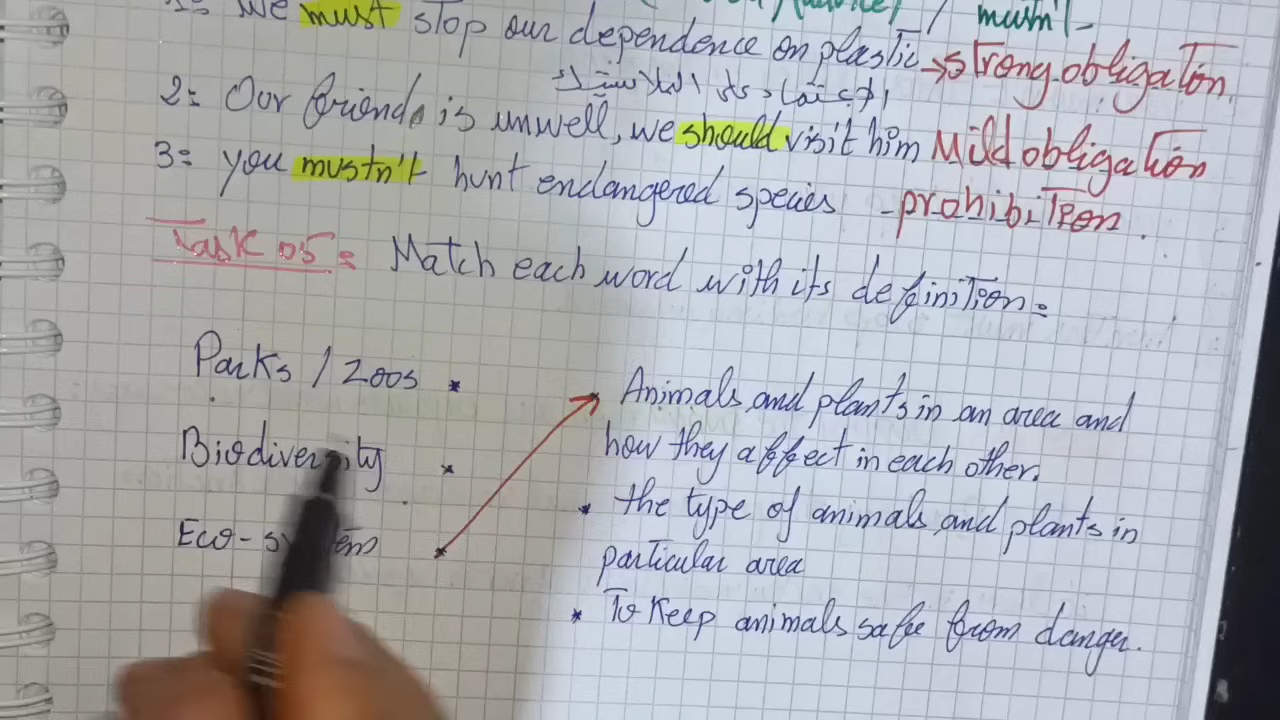 we must stop our dependence on plastic → strong obligation.
2: Our friend is unwell, we should visit him Mild obligation
3: you mustn't hunt endangered species - prohibition.
Task 05: Match each word with its definition:
Parks / Zoos *
* Animals and plants in an area and
how they affect in each other.
Biodiversity *
* the type of animals and plants in
particular area
Eco-system *
* To Keep animals safe from danger.